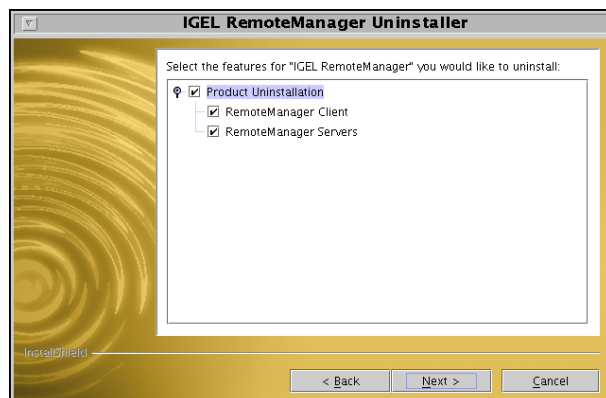 IGEL RemoteManager Uninstaller
Select the features for "IGEL RemoteManager" you would like to uninstall:
Product Uninstallation
RemoteManager Client
RemoteManager Servers
InstallShield
< Back
Next >
Cancel